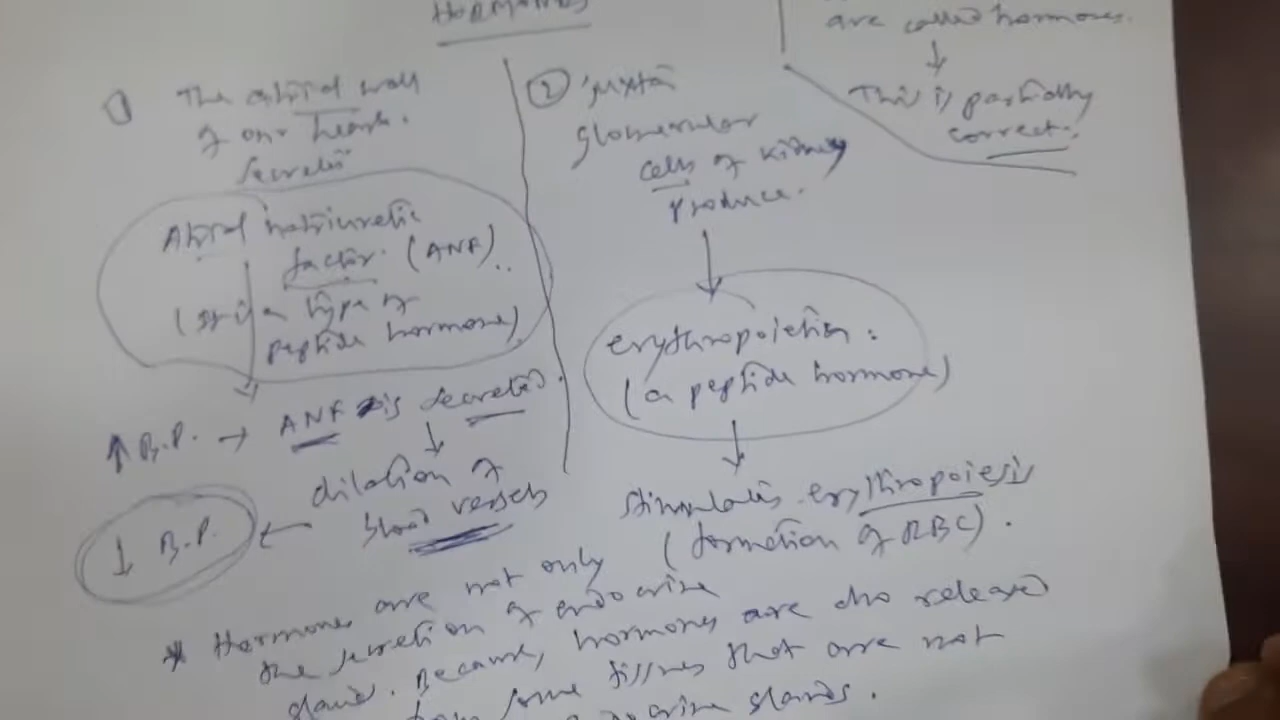 Hormones
are called hormones.
↓
This is partially
correct.
① The atrial wall
of our heart.
secretes
Atrial natriuretic
factor. (ANF)..
(It is a type of
peptide hormone)
↑ B.P. → ANF is secreted.
↓
dilation of
blood vessels
← ↓ B.P.
② juxta
glomerular
cells of kidney
produce.
↓
erythropoietin:
(a peptide hormone)
↓
stimulates erythropoiesis
(formation of RBC).
* Hormones are not only
the secretion of endocrine
gland. Because, hormones are also released
from some tissues that are not
endocrine glands.